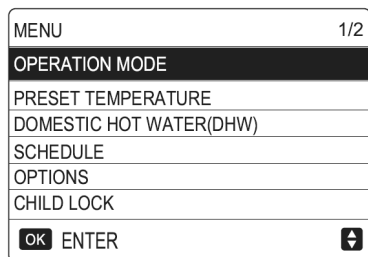 MENU 1/2
OPERATION MODE
PRESET TEMPERATURE
DOMESTIC HOT WATER(DHW)
SCHEDULE
OPTIONS
CHILD LOCK
OK ENTER